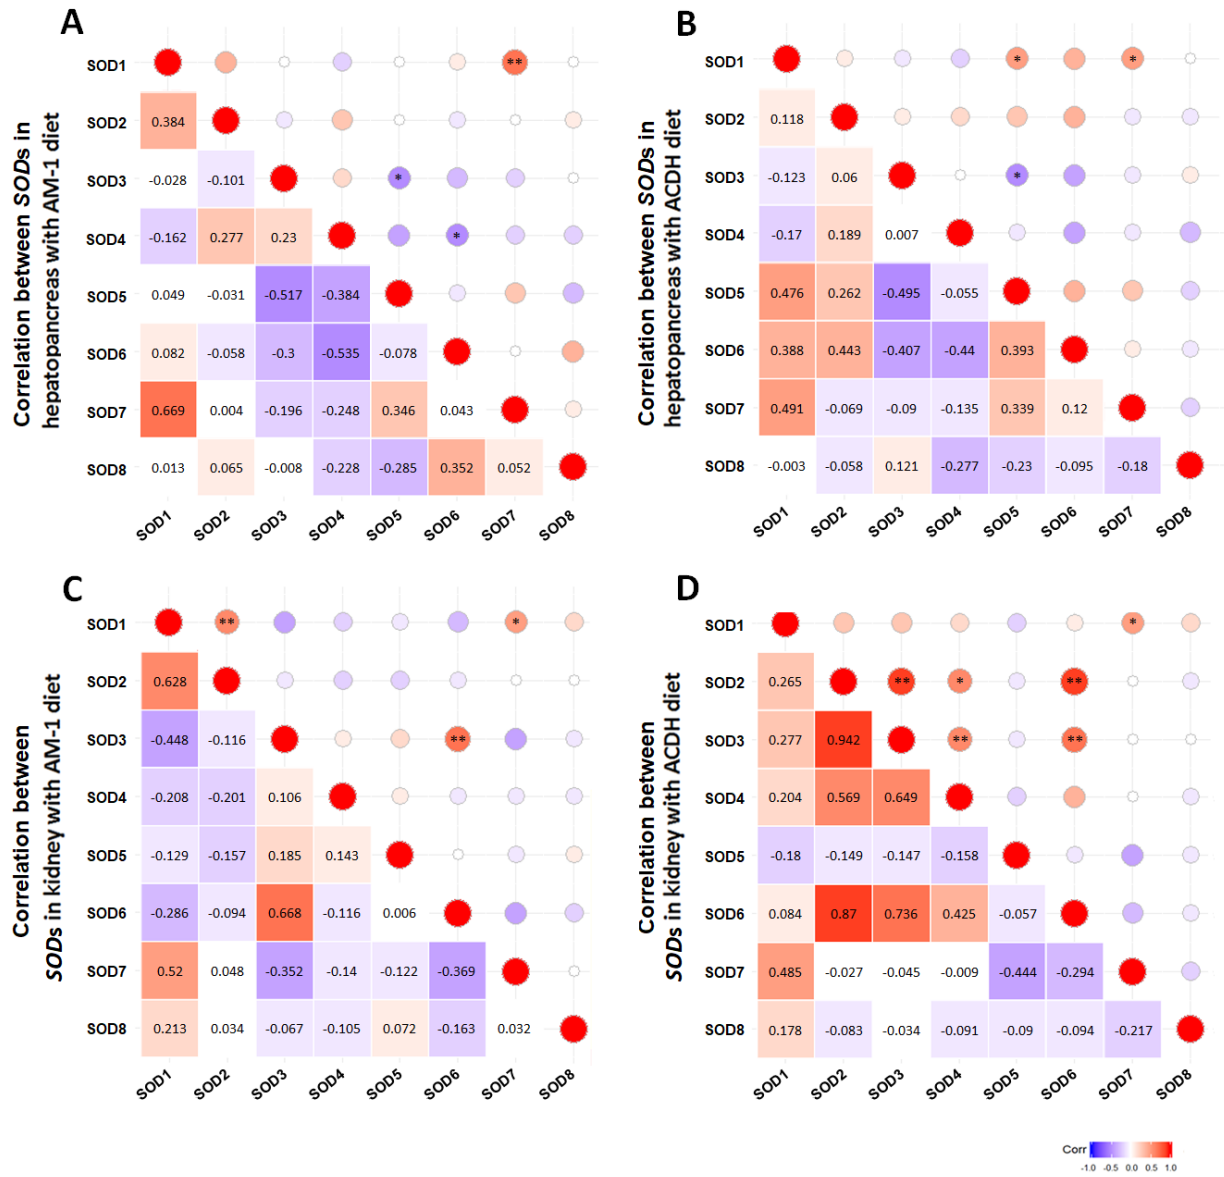 A
Correlation between SODs in
hepatopancreas with AM-1 diet
SOD1 **
SOD2 0.384
SOD3 -0.028 -0.101 *
SOD4 -0.162 0.277 0.23 *
SOD5 0.049 -0.031 -0.517 -0.384
SOD6 0.082 -0.058 -0.3 -0.535 -0.078
SOD7 0.669 0.004 -0.196 -0.248 0.346 0.043
SOD8 0.013 0.065 -0.008 -0.228 -0.285 0.352 0.052
SOD1 SOD2 SOD3 SOD4 SOD5 SOD6 SOD7 SOD8
B
Correlation between SODs in
hepatopancreas with ACDH diet
SOD1 * *
SOD2 0.118
SOD3 -0.123 0.06 *
SOD4 -0.17 0.189 0.007
SOD5 0.476 0.262 -0.495 -0.055
SOD6 0.388 0.443 -0.407 -0.44 0.393
SOD7 0.491 -0.069 -0.09 -0.135 0.339 0.12
SOD8 -0.003 -0.058 0.121 -0.277 -0.23 -0.095 -0.18
SOD1 SOD2 SOD3 SOD4 SOD5 SOD6 SOD7 SOD8
C
Correlation between
SODs in kidney with AM-1 diet
SOD1 ** *
SOD2 0.628
SOD3 -0.448 -0.116 **
SOD4 -0.208 -0.201 0.106
SOD5 -0.129 -0.157 0.185 0.143
SOD6 -0.286 -0.094 0.668 -0.116 0.006
SOD7 0.52 0.048 -0.352 -0.14 -0.122 -0.369
SOD8 0.213 0.034 -0.067 -0.105 0.072 -0.163 0.032
SOD1 SOD2 SOD3 SOD4 SOD5 SOD6 SOD7 SOD8
D
Correlation between
SODs in kidney with ACDH diet
SOD1 *
SOD2 0.265 ** * **
SOD3 0.277 0.942 ** **
SOD4 0.204 0.569 0.649
SOD5 -0.18 -0.149 -0.147 -0.158
SOD6 0.084 0.87 0.736 0.425 -0.057
SOD7 0.485 -0.027 -0.045 -0.009 -0.444 -0.294
SOD8 0.178 -0.083 -0.034 -0.091 -0.09 -0.094 -0.217
SOD1 SOD2 SOD3 SOD4 SOD5 SOD6 SOD7 SOD8
Corr
-1.0 -0.5 0.0 0.5 1.0